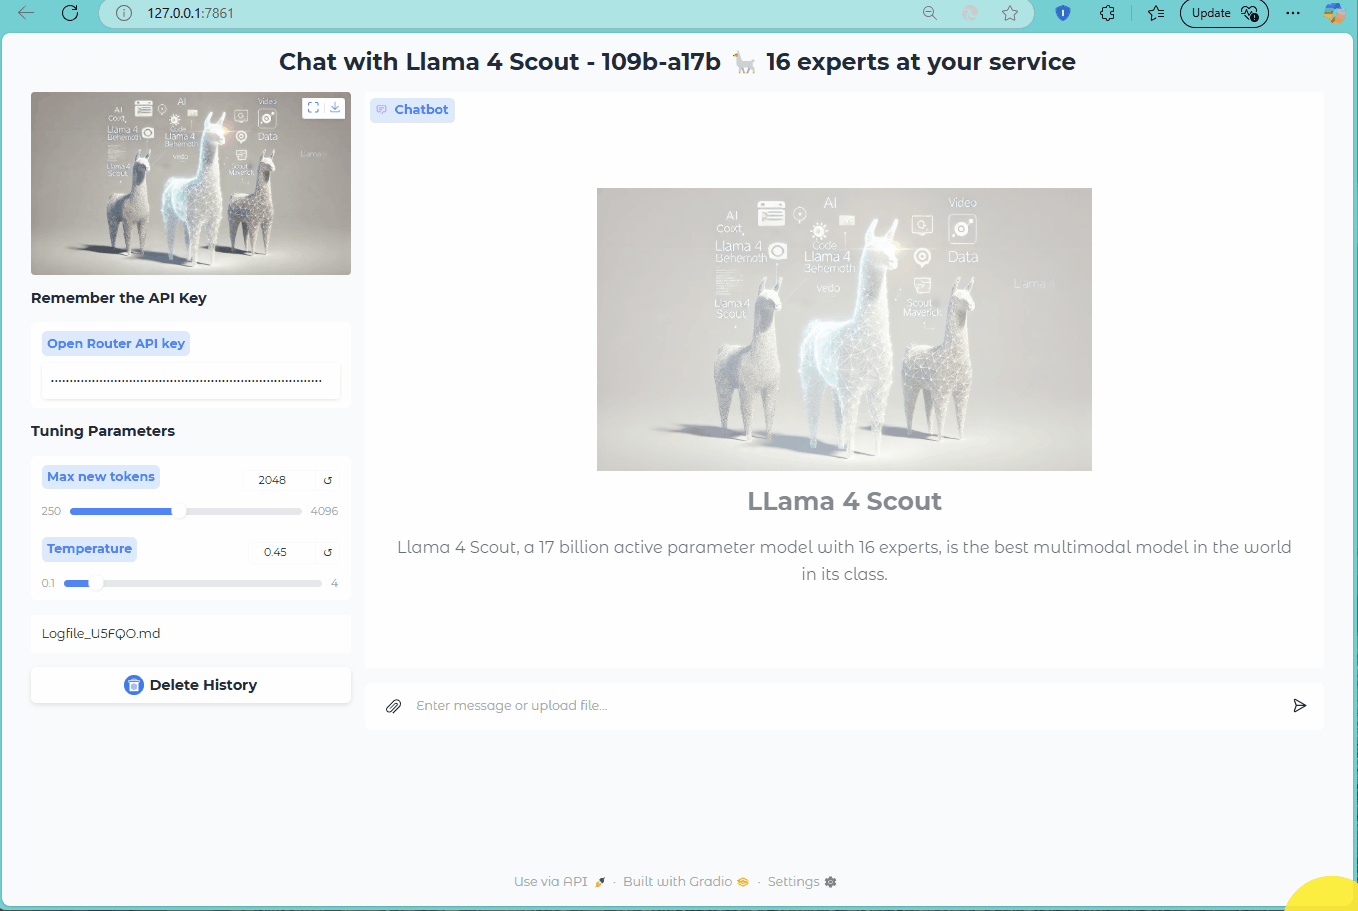 127.0.0.1:7861
Update
Chat with Llama 4 Scout - 109b-a17b 🦙 16 experts at your service
AI
Coixt,
Llama 4
Behemoth
Llama 4
Scout
AI
Code
Llama 4
Behemoth
vedo
Video
Data
Scout
Maverick
Llama
Remember the API Key
Open Router API key
Tuning Parameters
Max new tokens
2048
250
4096
Temperature
0.45
0.1
4
Logfile_U5FQO.md
Delete History
Chatbot
AI
Coixt,
Llama 4
Behemoth
Llama 4
Scout
AI
Code
Llama 4
Behemoth
vedo
Video
Data
Scout
Maverick
Llama
LLama 4 Scout
Llama 4 Scout, a 17 billion active parameter model with 16 experts, is the best multimodal model in the world
in its class.
Enter message or upload file...
Use via API 🚀 · Built with Gradio · Settings